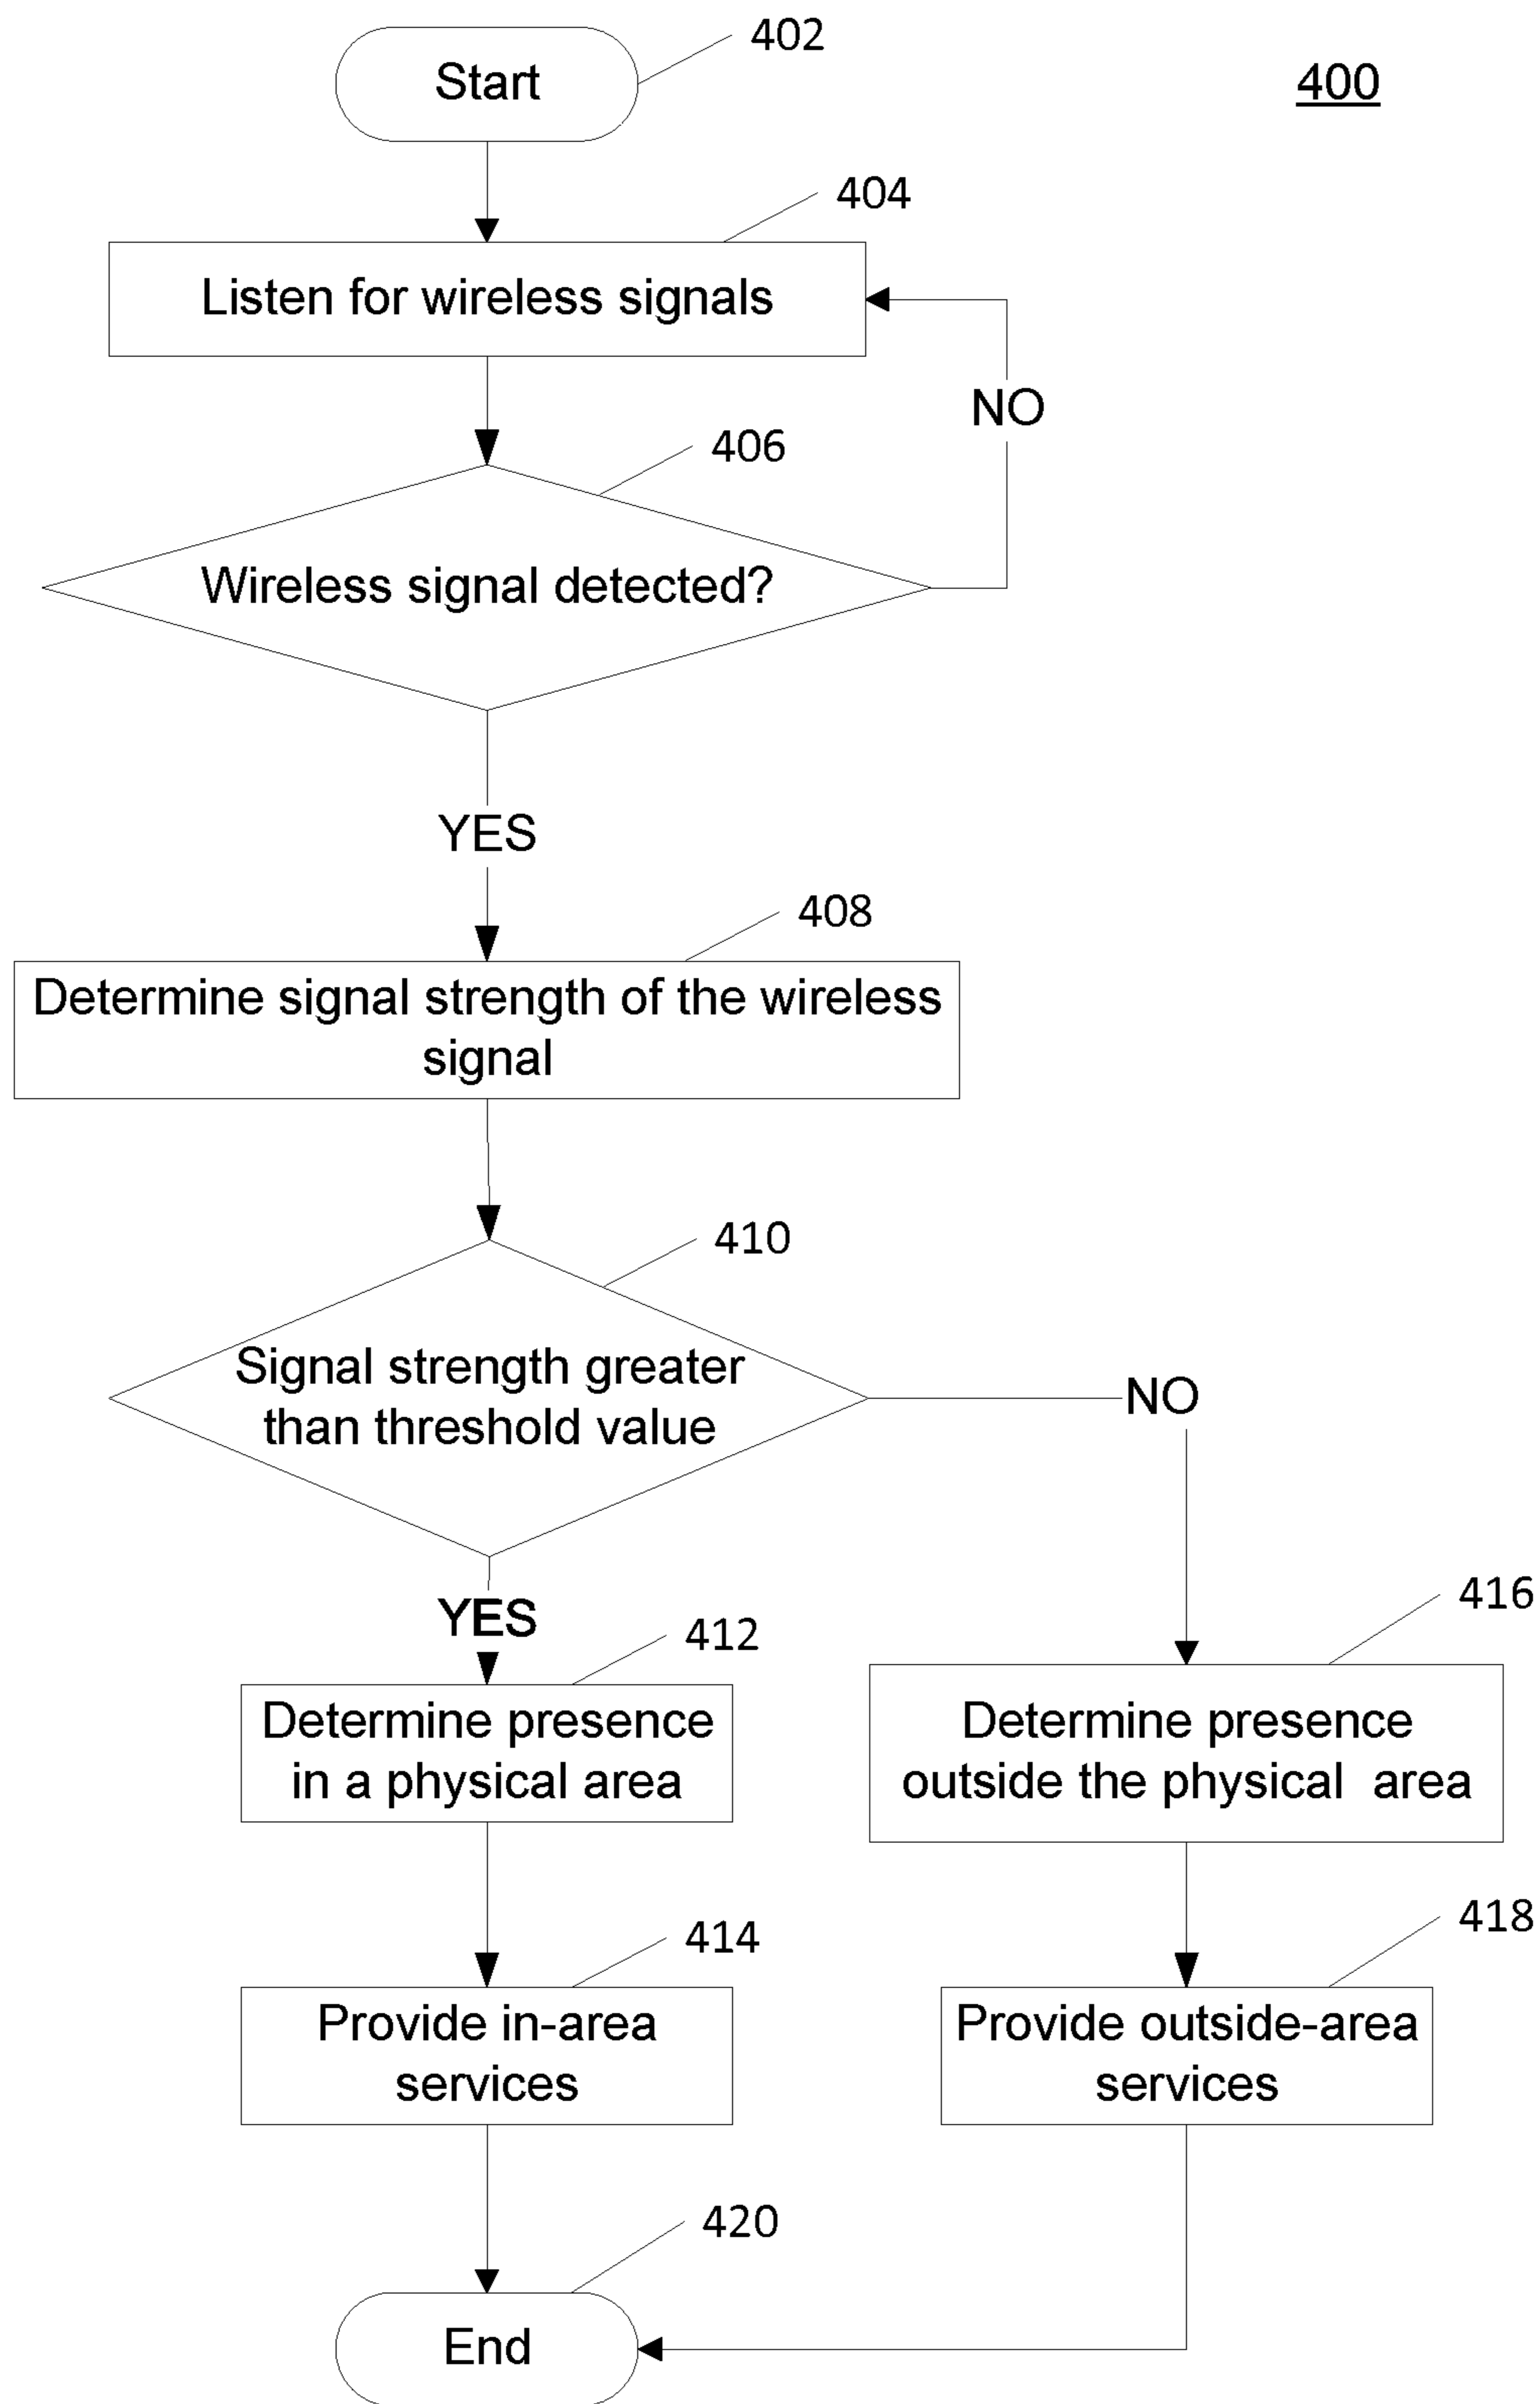 402
Start
400
404
Listen for wireless signals
NO
406
Wireless signal detected?
YES
408
Determine signal strength of the wireless
signal
410
Signal strength greater
than threshold value
NO
YES
412
Determine presence
in a physical area
416
Determine presence
outside the physical  area
414
Provide in-area
services
418
Provide outside-area
services
420
End